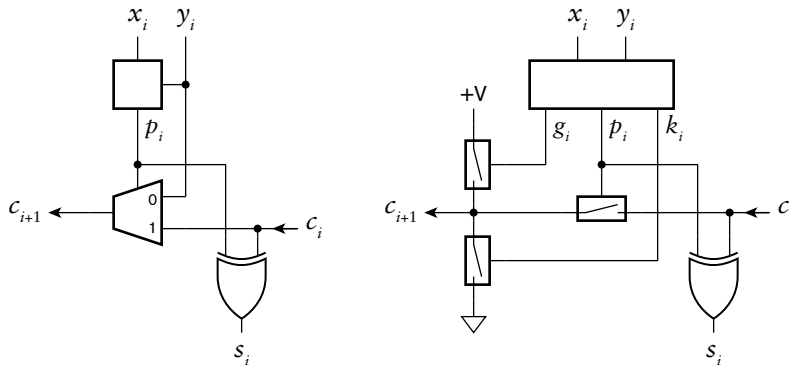 x_i y_i
p_i
0
c_{i+1}
1
c_i
s_i
x_i y_i
+V
g_i p_i k_i
c_{i+1}
c
s_i